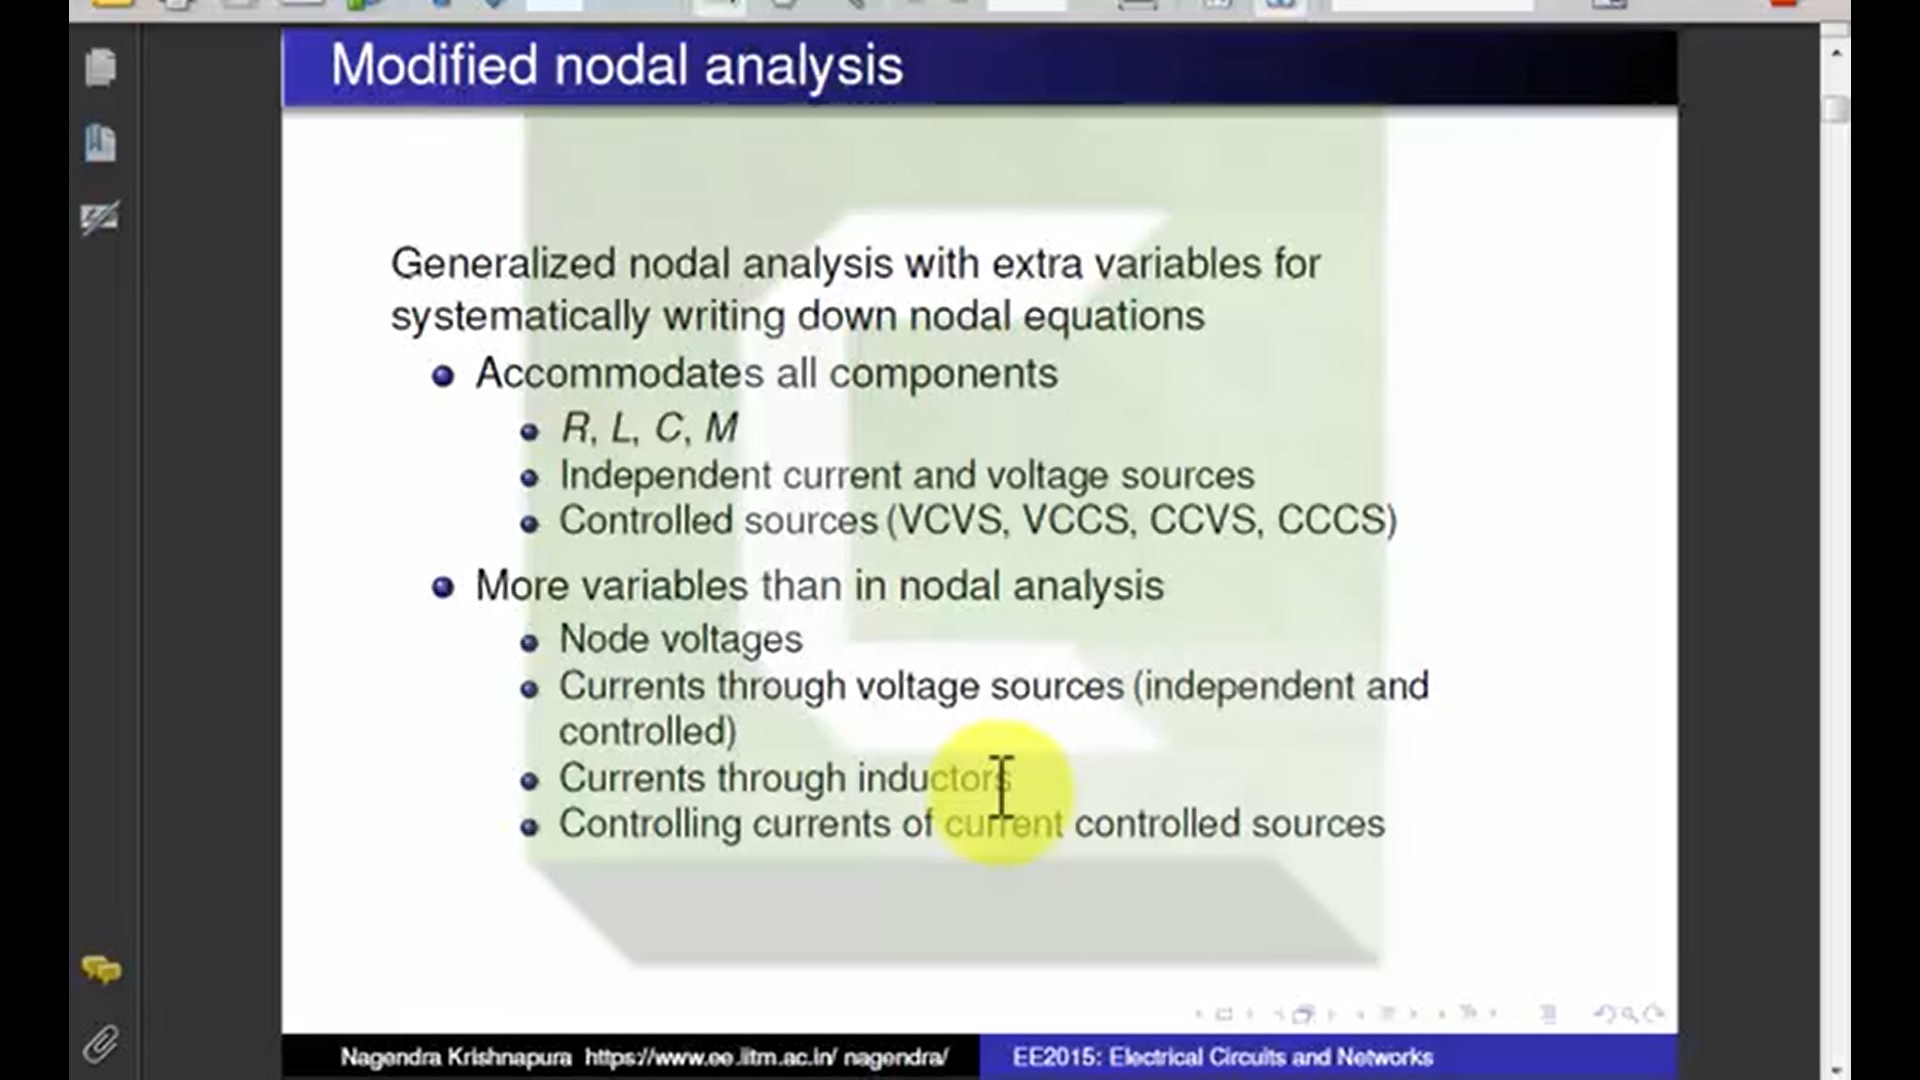 Modified nodal analysis
Generalized nodal analysis with extra variables for
systematically writing down nodal equations
Accommodates all components
R, L, C, M
Independent current and voltage sources
Controlled sources (VCVS, VCCS, CCVS, CCCS)
More variables than in nodal analysis
Node voltages
Currents through voltage sources (independent and
controlled)
Currents through inductors
Controlling currents of current controlled sources
Nagendra Krishnapura https://www.ee.iitm.ac.in/ nagendra/
EE2015: Electrical Circuits and Networks